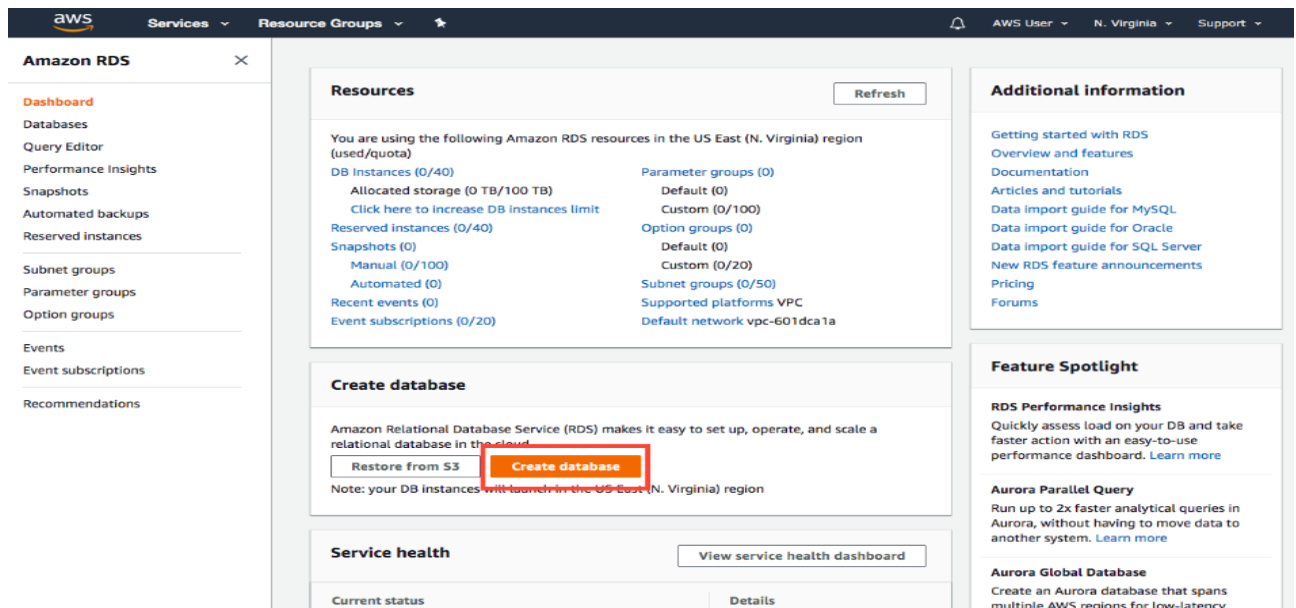 aws
Services
Resource Groups
AWS User
N. Virginia
Support
Amazon RDS
Dashboard
Databases
Query Editor
Performance Insights
Snapshots
Automated backups
Reserved instances
Subnet groups
Parameter groups
Option groups
Events
Event subscriptions
Recommendations
Resources
Refresh
You are using the following Amazon RDS resources in the US East (N. Virginia) region
(used/quota)
DB Instances (0/40)
Allocated storage (0 TB/100 TB)
Click here to increase DB instances limit
Reserved instances (0/40)
Snapshots (0)
Manual (0/100)
Automated (0)
Recent events (0)
Event subscriptions (0/20)
Parameter groups (0)
Default (0)
Custom (0/100)
Option groups (0)
Default (0)
Custom (0/20)
Subnet groups (0/50)
Supported platforms VPC
Default network vpc-601dca1a
Create database
Amazon Relational Database Service (RDS) makes it easy to set up, operate, and scale a
relational database in the cloud
Restore from S3
Create database
Note: your DB instances will launch in the US East (N. Virginia) region
Service health
View service health dashboard
Current status
Details
Additional information
Getting started with RDS
Overview and features
Documentation
Articles and tutorials
Data import guide for MySQL
Data import guide for Oracle
Data import guide for SQL Server
New RDS feature announcements
Pricing
Forums
Feature Spotlight
RDS Performance Insights
Quickly assess load on your DB and take
faster action with an easy-to-use
performance dashboard. Learn more
Aurora Parallel Query
Run up to 2x faster analytical queries in
Aurora, without having to move data to
another system. Learn more
Aurora Global Database
Create an Aurora database that spans
multiple AWS regions for low-latency